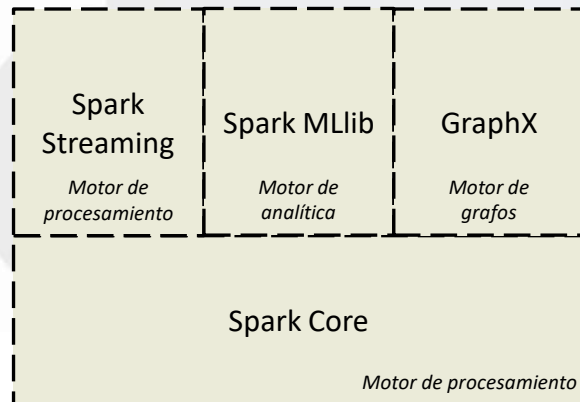 Spark
Streaming
Motor de
procesamiento
Spark MLlib
Motor de
analítica
GraphX
Motor de
grafos
Spark Core
Motor de procesamiento